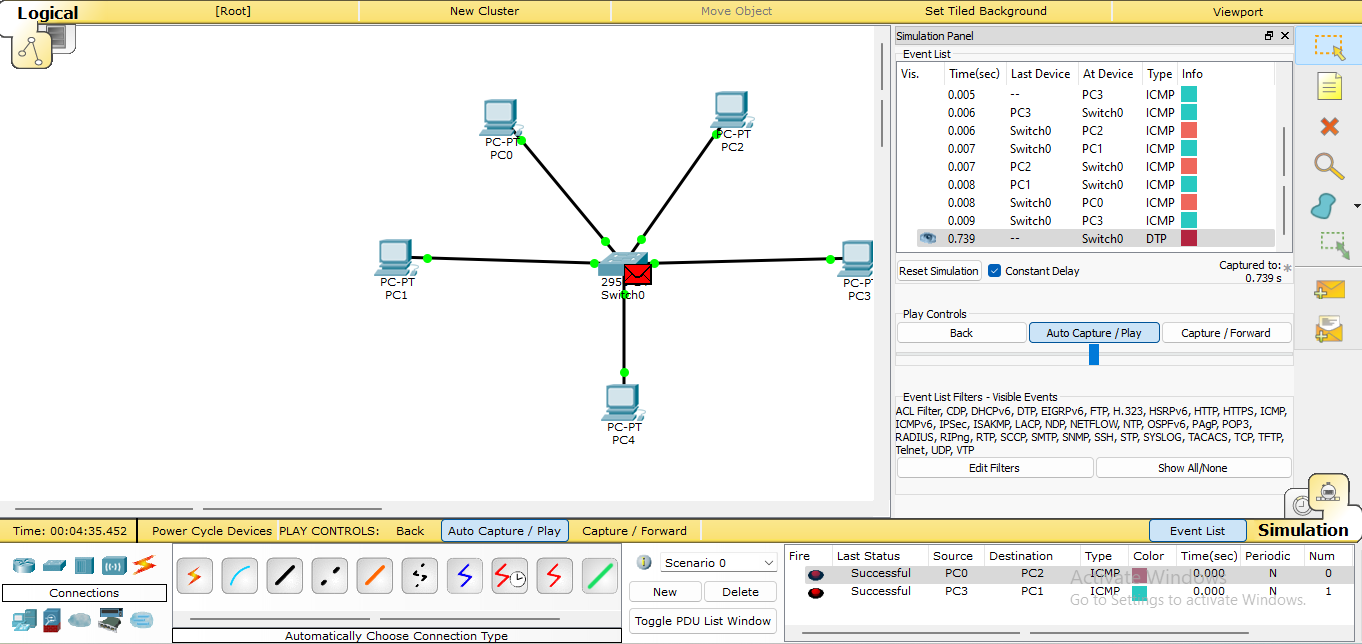 Logical [Root] New Cluster Move Object Set Tiled Background Viewport
PC-PT
PC0
PC-PT
PC2
PC-PT
PC1
295
Switch0
PC-P
PC3
PC-PT
PC4
Simulation Panel
Event List
Vis. Time(sec) Last Device At Device Type Info
0.005 -- PC3 ICMP
0.006 PC3 Switch0 ICMP
0.006 Switch0 PC2 ICMP
0.007 Switch0 PC1 ICMP
0.007 PC2 Switch0 ICMP
0.008 PC1 Switch0 ICMP
0.008 Switch0 PC0 ICMP
0.009 Switch0 PC3 ICMP
0.739 -- Switch0 DTP
Reset Simulation Constant Delay Captured to: *
0.739 s
Play Controls
Back Auto Capture / Play Capture / Forward
Event List Filters - Visible Events
ACL Filter, CDP, DHCPv6, DTP, EIGRPv6, FTP, H.323, HSRPv6, HTTP, HTTPS, ICMP,
ICMPv6, IPSec, ISAKMP, LACP, NDP, NETFLOW, NTP, OSPFv6, PAgP, POP3,
RADIUS, RIPng, RTP, SCCP, SMTP, SNMP, SSH, STP, SYSLOG, TACACS, TCP, TFTP,
Telnet, UDP, VTP
Edit Filters Show All/None
Time: 00:04:35.452 Power Cycle Devices PLAY CONTROLS: Back Auto Capture / Play Capture / Forward Event List Simulation
Connections
Automatically Choose Connection Type
Scenario 0
New Delete
Toggle PDU List Window
Fire Last Status Source Destination Type Color Time(sec) Periodic Num
Successful PC0 PC2 ICMP 0.000 N 0
Successful PC3 PC1 ICMP 0.000 N 1
Activate Windows
Go to Settings to activate Windows.